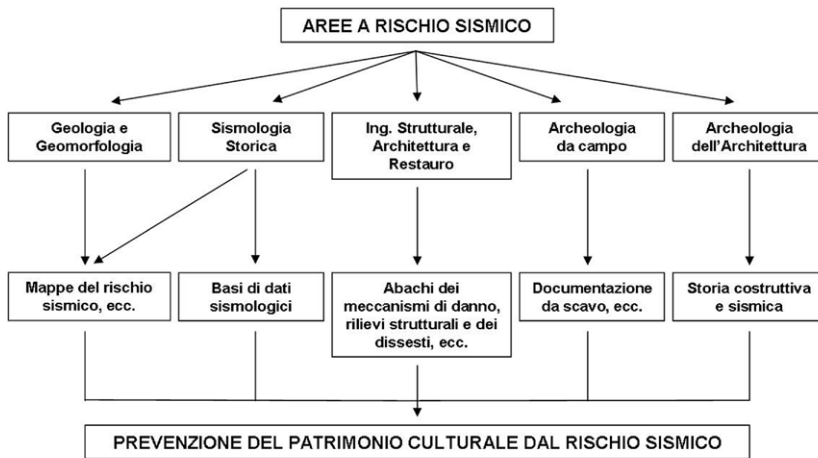 AREE A RISCHIO SISMICO
Geologia e
Geomorfologia
Sismologia
Storica
Ing. Strutturale,
Architettura e
Restauro
Archeologia
da campo
Archeologia
dell'Architettura
Mappe del rischio
sismico, ecc.
Basi di dati
sismologici
Abachi dei
meccanismi di danno,
rilievi strutturali e dei
dissesti, ecc.
Documentazione
da scavo, ecc.
Storia costruttiva
e sismica
PREVENZIONE DEL PATRIMONIO CULTURALE DAL RISCHIO SISMICO